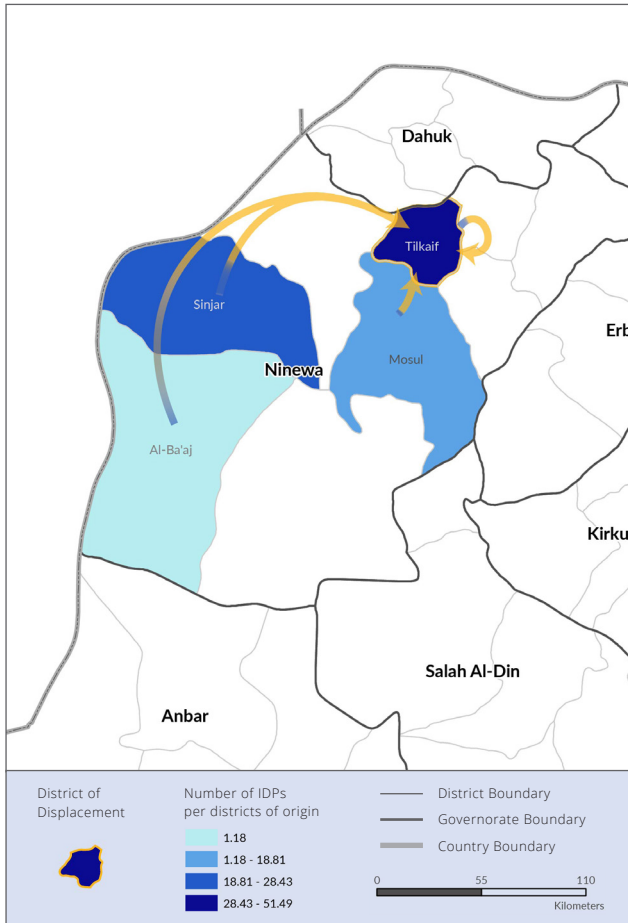 Dahuk
Tilkaif
Sinjar
Erb
Mosul
Ninewa
Al-Ba'aj
Kirku
Salah Al-Din
Anbar
District of
Displacement
Number of IDPs
per districts of origin
1.18
1.18 - 18.81
18.81 - 28.43
28.43 - 51.49
District Boundary
Governorate Boundary
Country Boundary
0 55 110
Kilometers